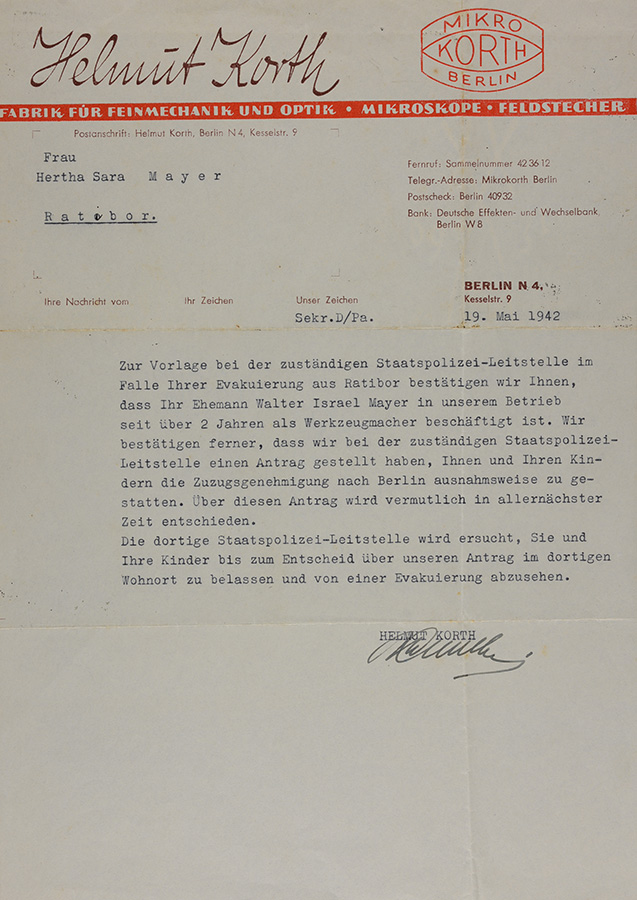 Helmut Korth
MIKRO
KORTH
BERLIN
FABRIK FÜR FEINMECHANIK UND OPTIK • MIKROSKOPE • FELDSTECHER
Postanschrift: Helmut Korth, Berlin N 4, Kesselstr. 9
Frau
Hertha Sara Mayer
Ratibor.
Fernruf: Sammelnummer 42 36 12
Telegr.-Adresse: Mikrokorth Berlin
Postscheck: Berlin 409 32
Bank: Deutsche Effekten- und Wechselbank,
Berlin W 8
BERLIN N 4,
Kesselstr. 9
Ihre Nachricht vom Ihr Zeichen Unser Zeichen
Sekr.D/Pa. 19. Mai 1942
Zur Vorlage bei der zuständigen Staatspolizei-Leitstelle im
Falle Ihrer Evakuierung aus Ratibor bestätigen wir Ihnen,
dass Ihr Ehemann Walter Israel Mayer in unserem Betrieb
seit über 2 Jahren als Werkzeugmacher beschäftigt ist. Wir
bestätigen ferner, dass wir bei der zuständigen Staatspolizei-
Leitstelle einen Antrag gestellt haben, Ihnen und Ihren Kin-
dern die Zuzugsgenehmigung nach Berlin ausnahmsweise zu ge-
statten. Über diesen Antrag wird vermutlich in allernächster
Zeit entschieden.
Die dortige Staatspolizei-Leitstelle wird ersucht, Sie und
Ihre Kinder bis zum Entscheid über unseren Antrag im dortigen
Wohnort zu belassen und von einer Evakuierung abzusehen.
HELMUT KORTH